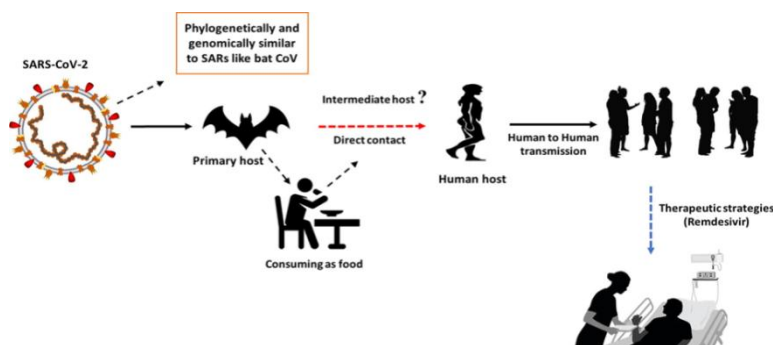 Phylogenetically and
genomically similar
to SARs like bat CoV
SARS-CoV-2
Intermediate host ?
Direct contact
Primary host
Human host
Human to Human
transmission
Consuming as food
Therapeutic strategies
(Remdesivir)